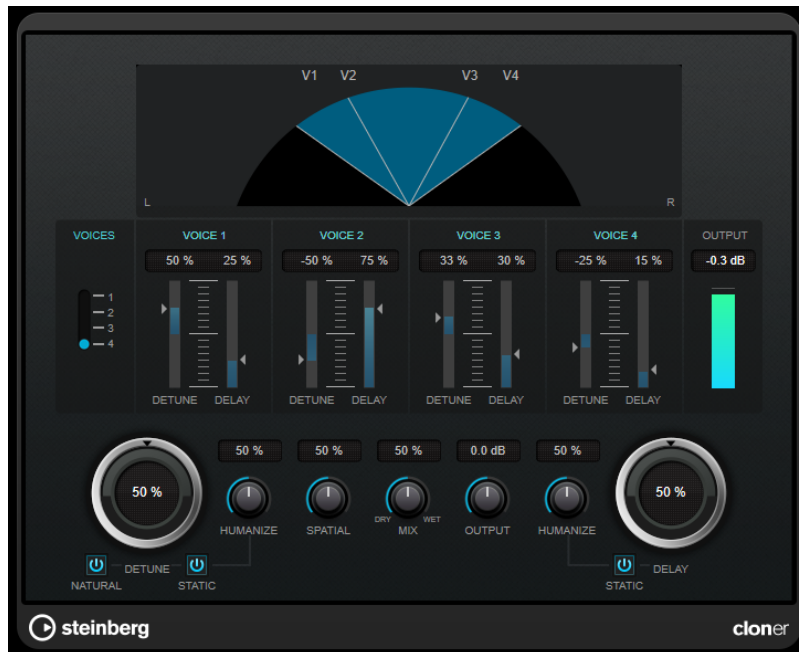 V1 V2 V3 V4
L R
VOICES VOICE 1 VOICE 2 VOICE 3 VOICE 4 OUTPUT
50 % 25 % -50 % 75 % 33 % 30 % -25 % 15 % -0.3 dB
1
2
3
4
DETUNE DELAY DETUNE DELAY DETUNE DELAY DETUNE DELAY
50 % 50 % 50 % 0.0 dB 50 %
50 % 50 %
DRY WET
HUMANIZE SPATIAL MIX OUTPUT HUMANIZE
DETUNE DELAY
NATURAL STATIC STATIC
steinberg cloner